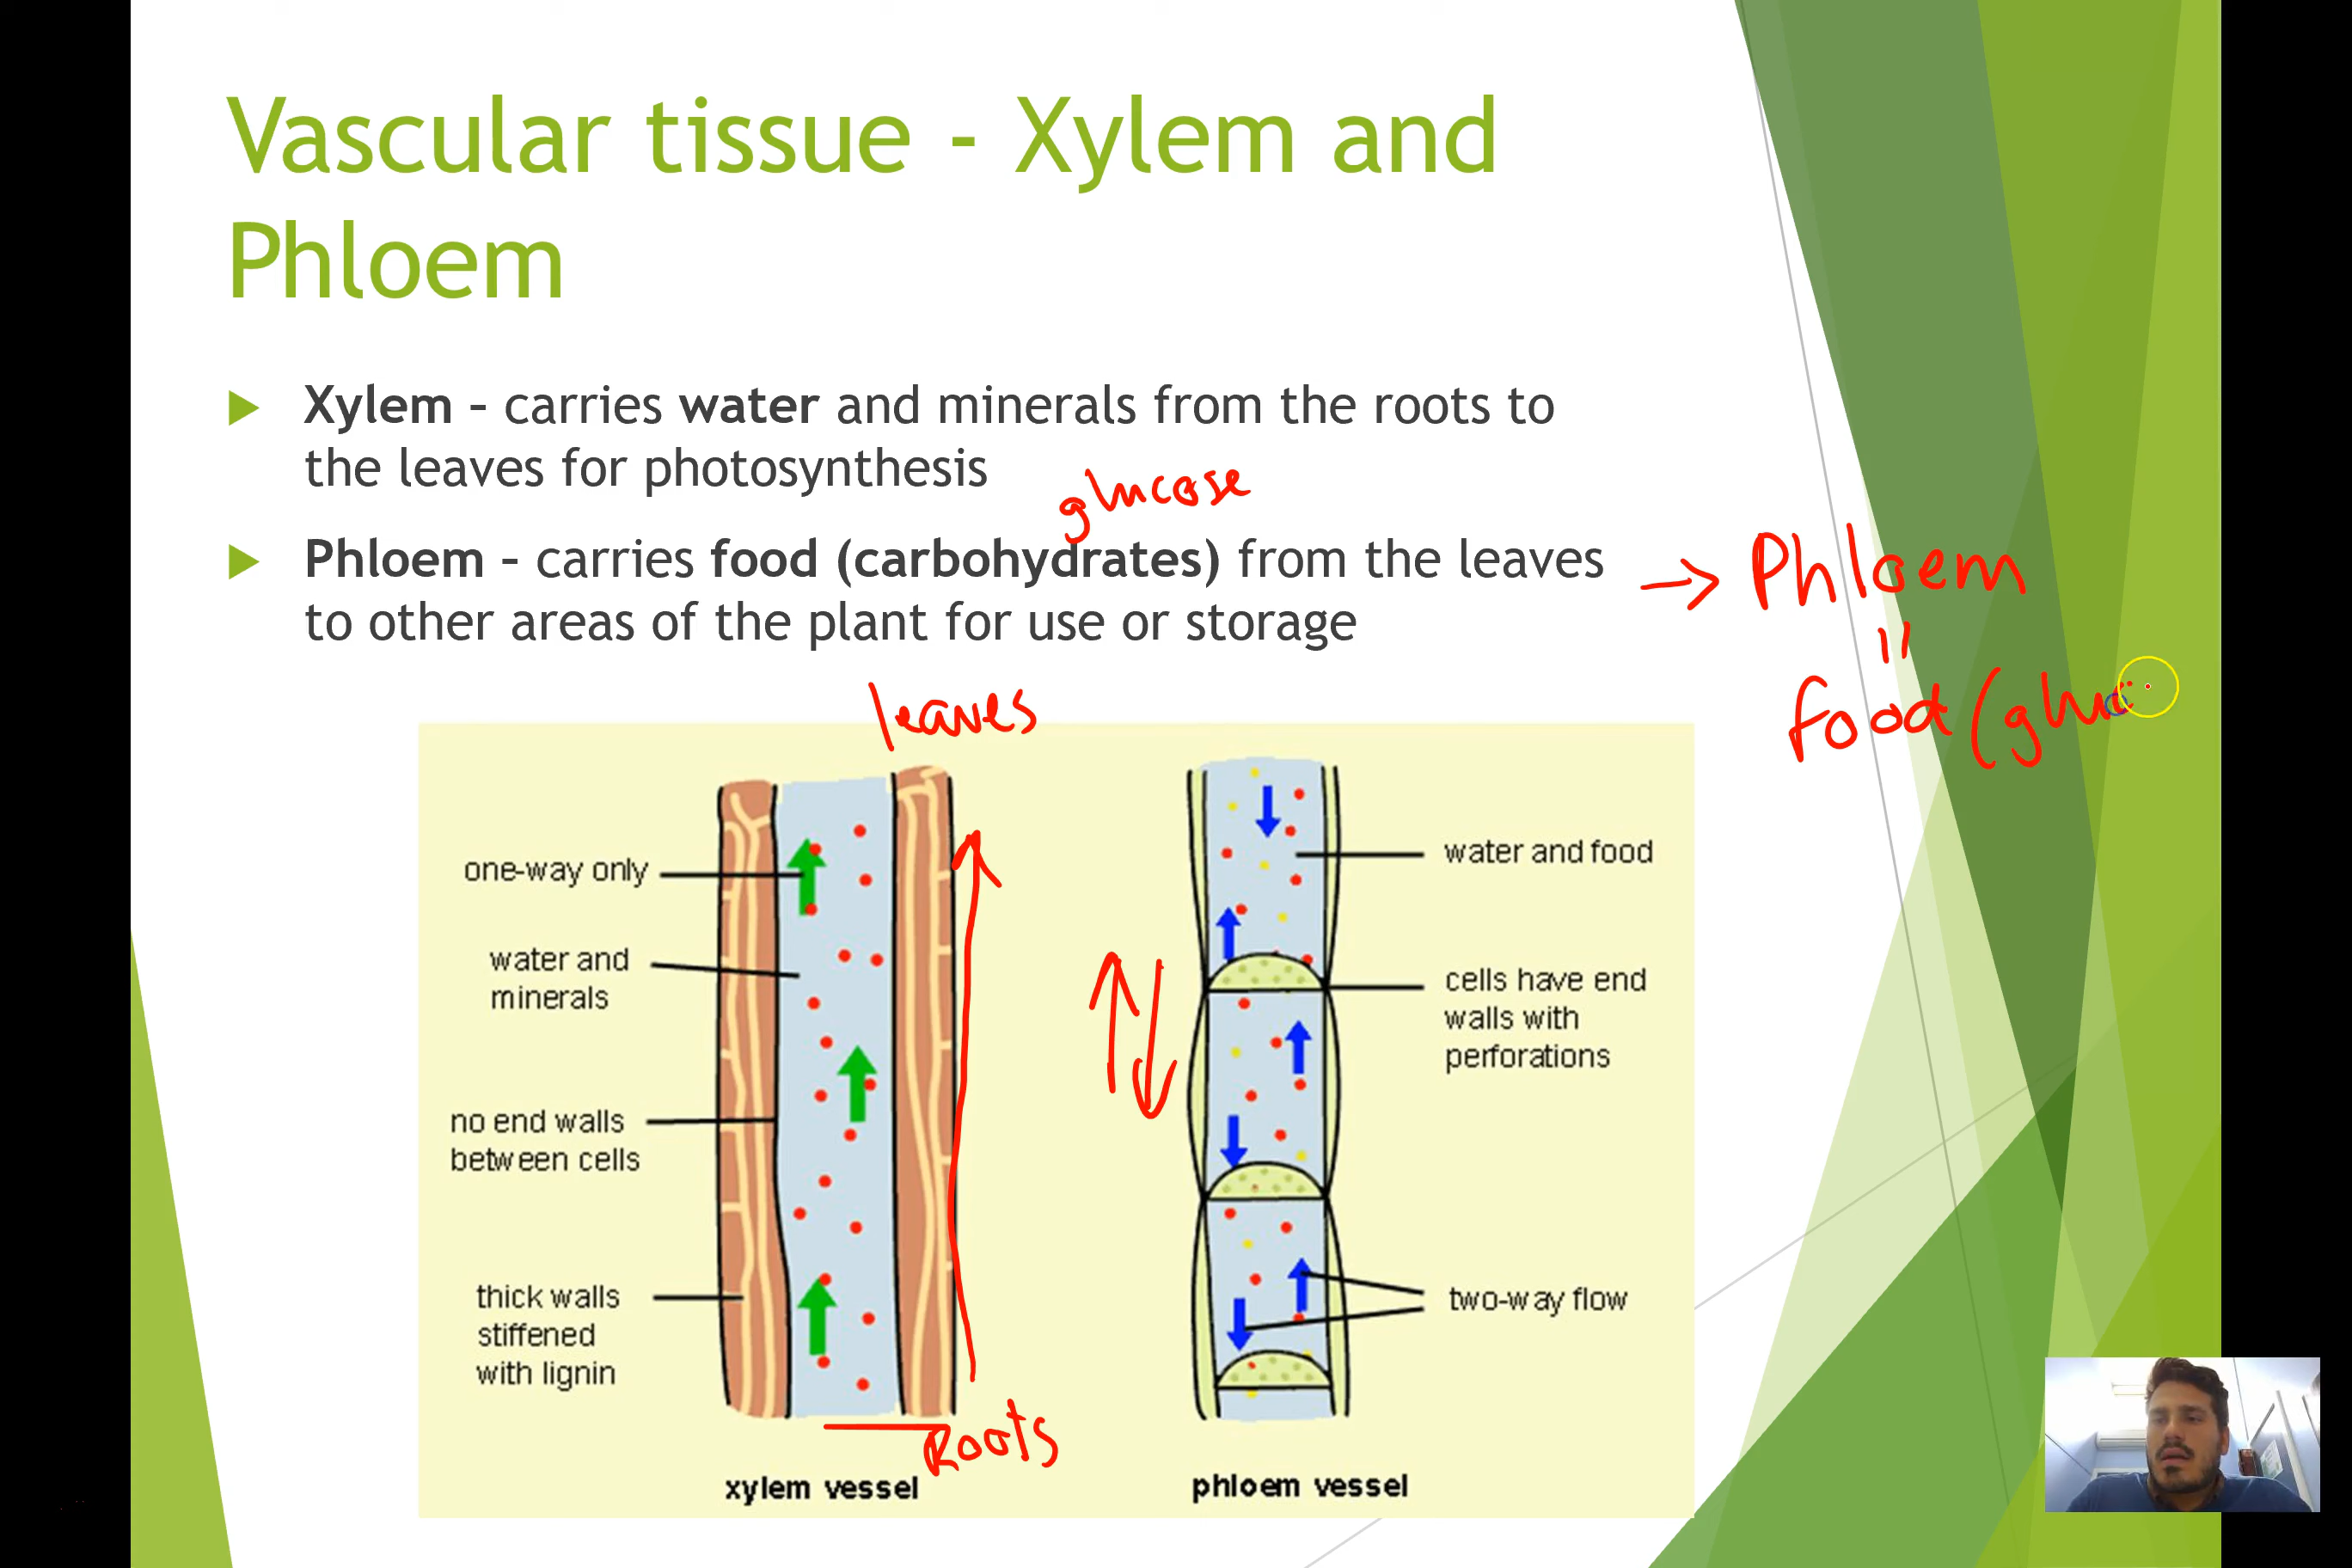 Vascular tissue - Xylem and
Phloem
Xylem – carries water and minerals from the roots to
the leaves for photosynthesis
glucose
Phloem – carries food (carbohydrates) from the leaves
to other areas of the plant for use or storage
→ Phloem
=
food (gluc
leaves
one-way only
water and
minerals
no end walls
between cells
thick walls
stiffened
with lignin
Roots
xylem vessel
water and food
cells have end
walls with
perforations
two-way flow
phloem vessel